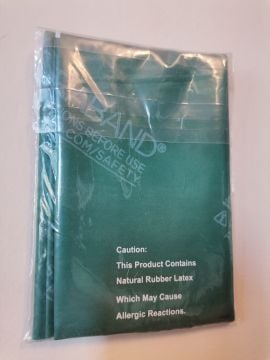 BAND®
ONS BEFORE USE
COM/SAFETY
Caution:
This Product Contains
Natural Rubber Latex
Which May Cause
Allergic Reactions.